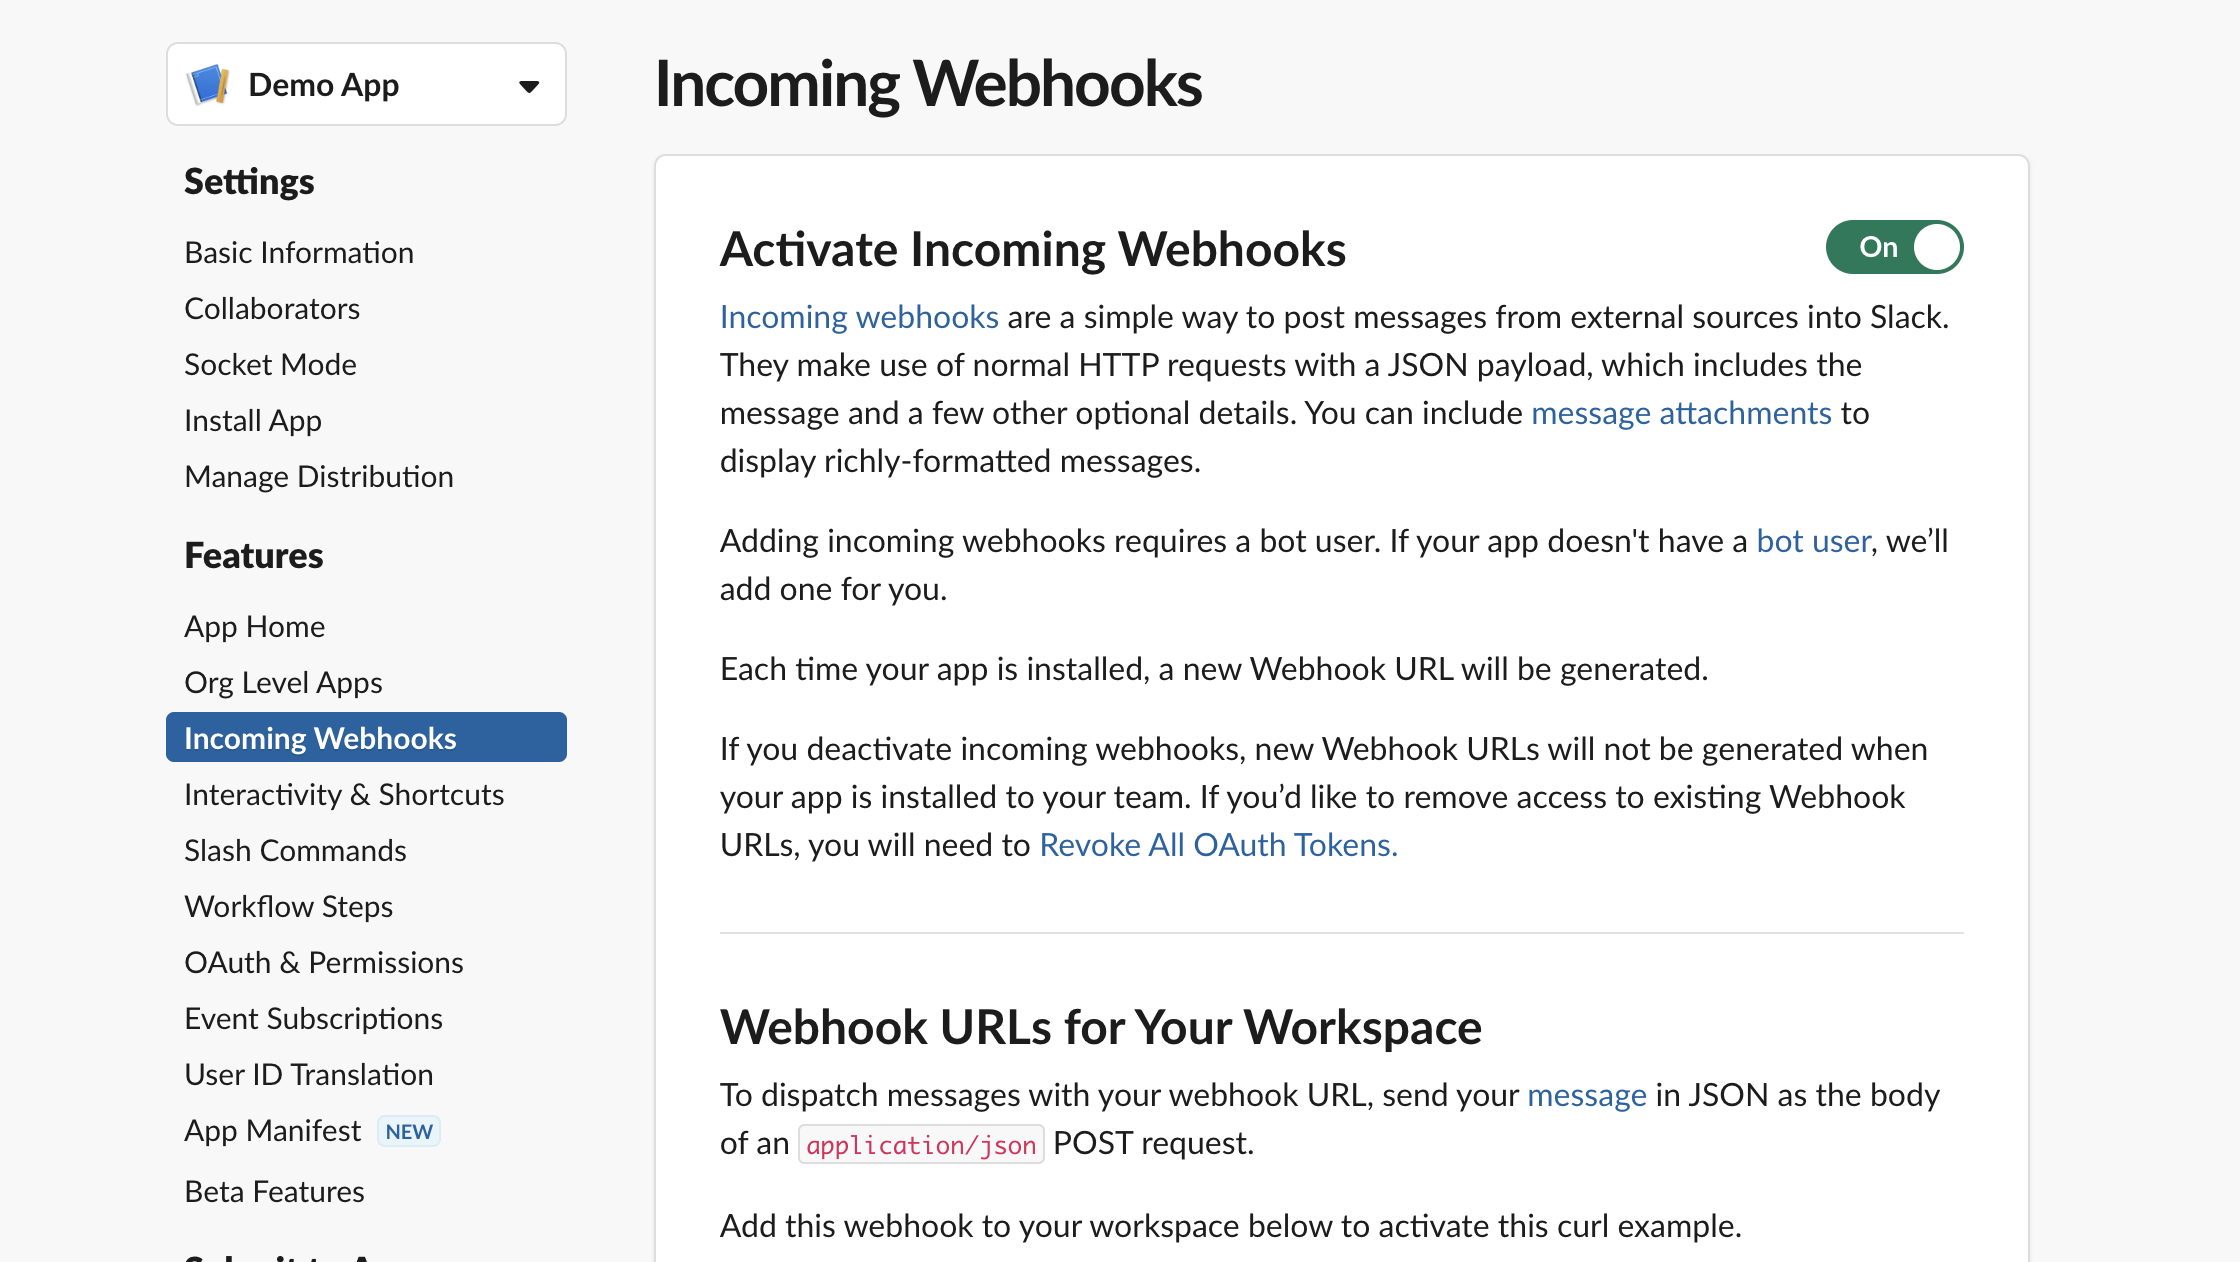 Demo App
Settings
Basic Information
Collaborators
Socket Mode
Install App
Manage Distribution
Features
App Home
Org Level Apps
Incoming Webhooks
Interactivity & Shortcuts
Slash Commands
Workflow Steps
OAuth & Permissions
Event Subscriptions
User ID Translation
App Manifest NEW
Beta Features
Incoming Webhooks
Activate Incoming Webhooks
On
Incoming webhooks are a simple way to post messages from external sources into Slack.
They make use of normal HTTP requests with a JSON payload, which includes the
message and a few other optional details. You can include message attachments to
display richly-formatted messages.
Adding incoming webhooks requires a bot user. If your app doesn't have a bot user, we’ll
add one for you.
Each time your app is installed, a new Webhook URL will be generated.
If you deactivate incoming webhooks, new Webhook URLs will not be generated when
your app is installed to your team. If you’d like to remove access to existing Webhook
URLs, you will need to Revoke All OAuth Tokens.
Webhook URLs for Your Workspace
To dispatch messages with your webhook URL, send your message in JSON as the body
of an application/json POST request.
Add this webhook to your workspace below to activate this curl example.